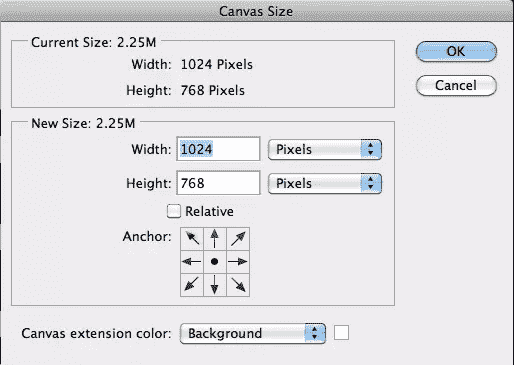 Canvas Size
Current Size: 2.25M
Width: 1024 Pixels
Height: 768 Pixels
OK
Cancel
New Size: 2.25M
Width: 1024 Pixels
Height: 768 Pixels
Relative
Anchor:
Canvas extension color: Background